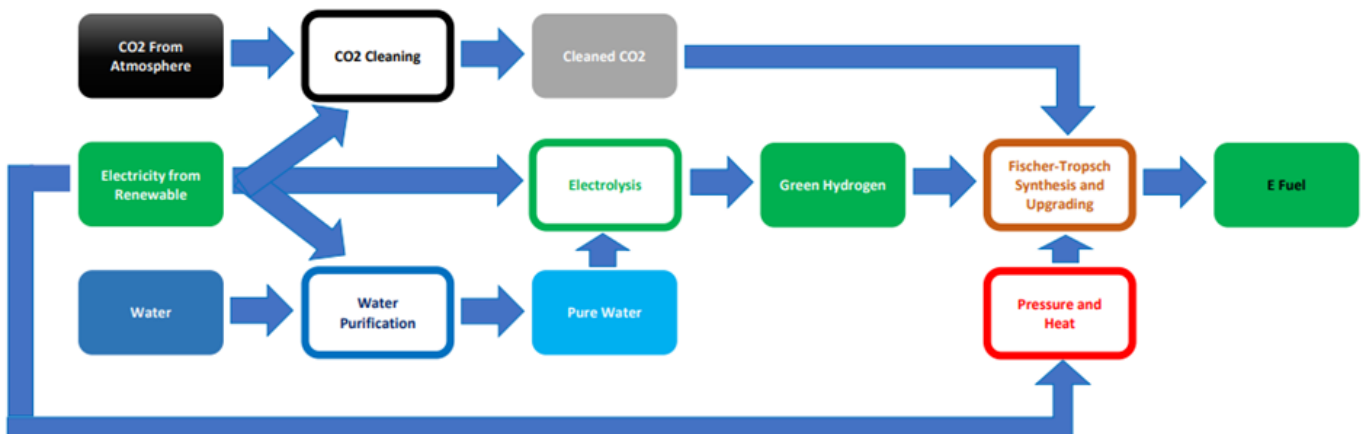 CO2 From
Atmosphere
CO2 Cleaning
Cleaned CO2
Electricity from
Renewable
Electrolysis
Green Hydrogen
Fischer-Tropsch
Synthesis and
Upgrading
E Fuel
Water
Water
Purification
Pure Water
Pressure and
Heat